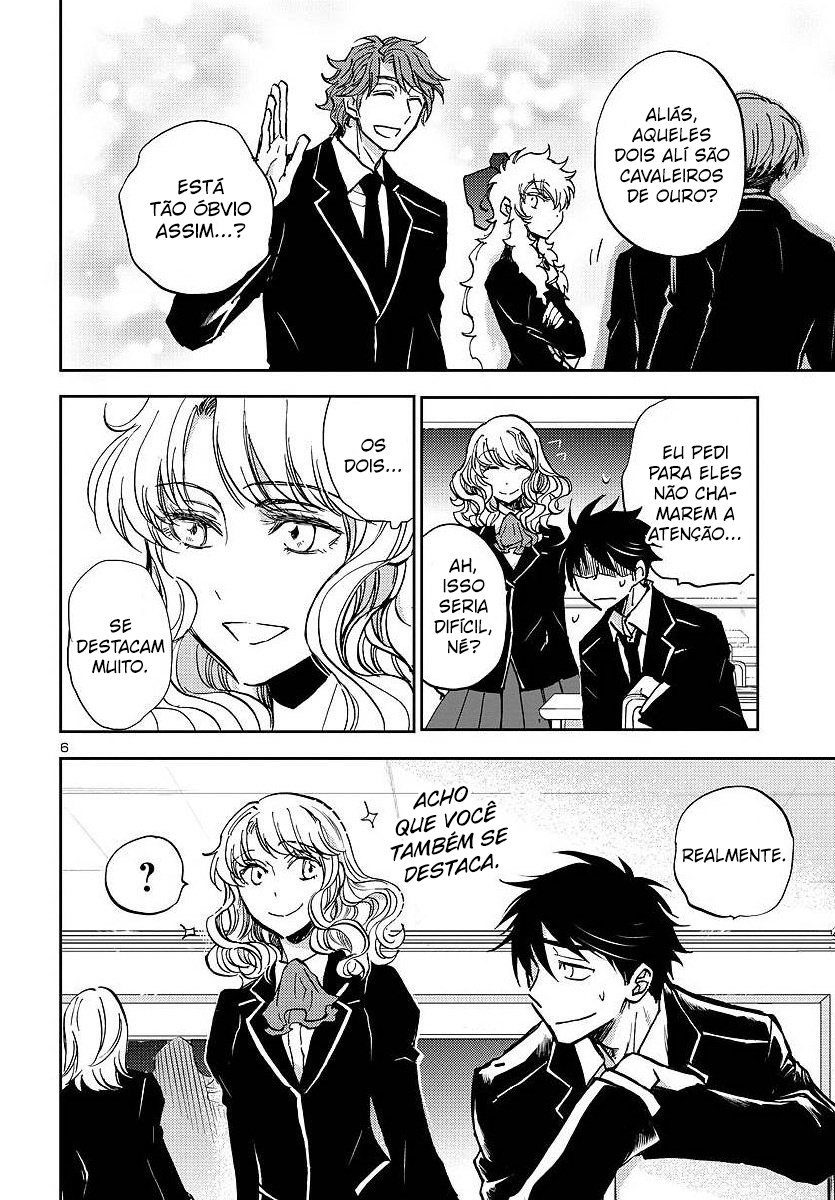 ALIÁS,
AQUELES
DOIS ALÍ SÃO
CAVALEIROS
DE OURO?
ESTÁ
TÃO ÓBVIO
ASSIM...?
EU PEDI
PARA ELES
NÃO CHA-
MAREM A
ATENÇÃO...
AH,
ISSO
SERIA
DIFÍCIL,
NÉ?
OS
DOIS...
SE
DESTACAM
MUITO.
6
REALMENTE.
ACHO
QUE VOCÊ
TAMBÉM SE
DESTACA.
?